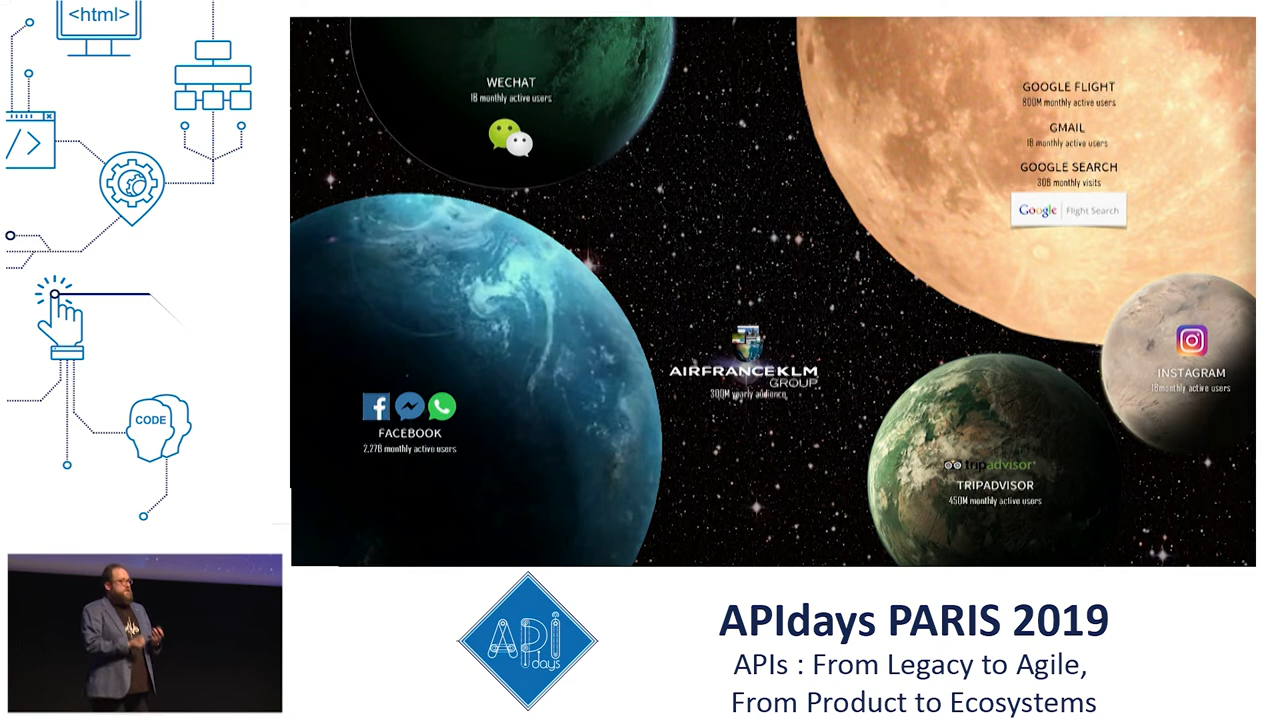 <html>
</>
CODE
WECHAT
1B monthly active users
GOOGLE FLIGHT
800M monthly active users
GMAIL
1B monthly active users
GOOGLE SEARCH
30B monthly visits
Google | Flight Search
INSTAGRAM
1B monthly active users
AIRFRANCEKLM
GROUP
300M yearly audience
FACEBOOK
2,27B monthly active users
tripadvisor
TRIPADVISOR
450M monthly active users
API
days
APIdays PARIS 2019
APIs : From Legacy to Agile,
From Product to Ecosystems